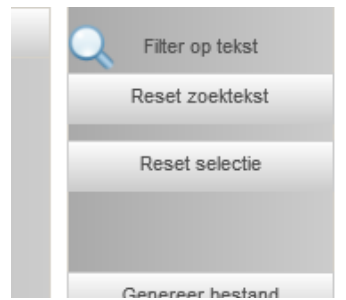 Filter op tekst
Reset zoektekst
Reset selectie
Genereer bestand